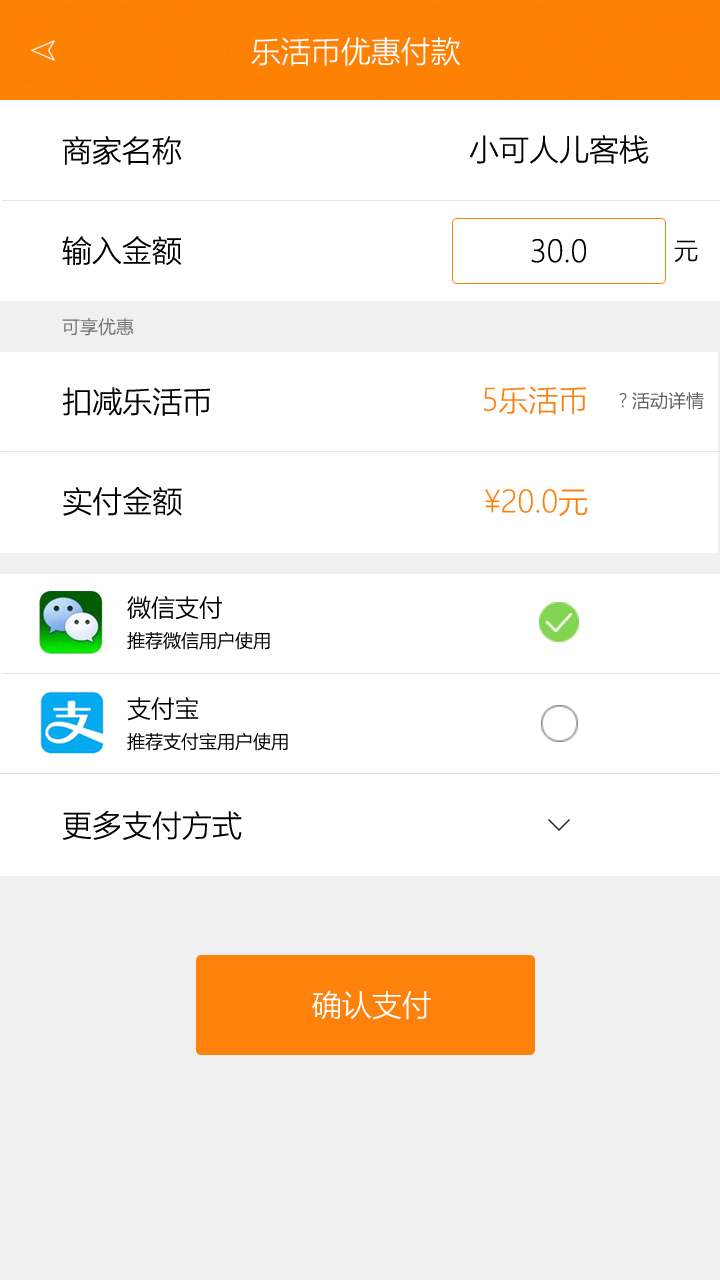 乐活币优惠付款
商家名称 小可人儿客栈
输入金额 30.0 元
可享优惠
扣减乐活币 5乐活币 ?活动详情
实付金额 ¥20.0元
微信支付
推荐微信用户使用
支 支付宝
推荐支付宝用户使用
更多支付方式
确认支付